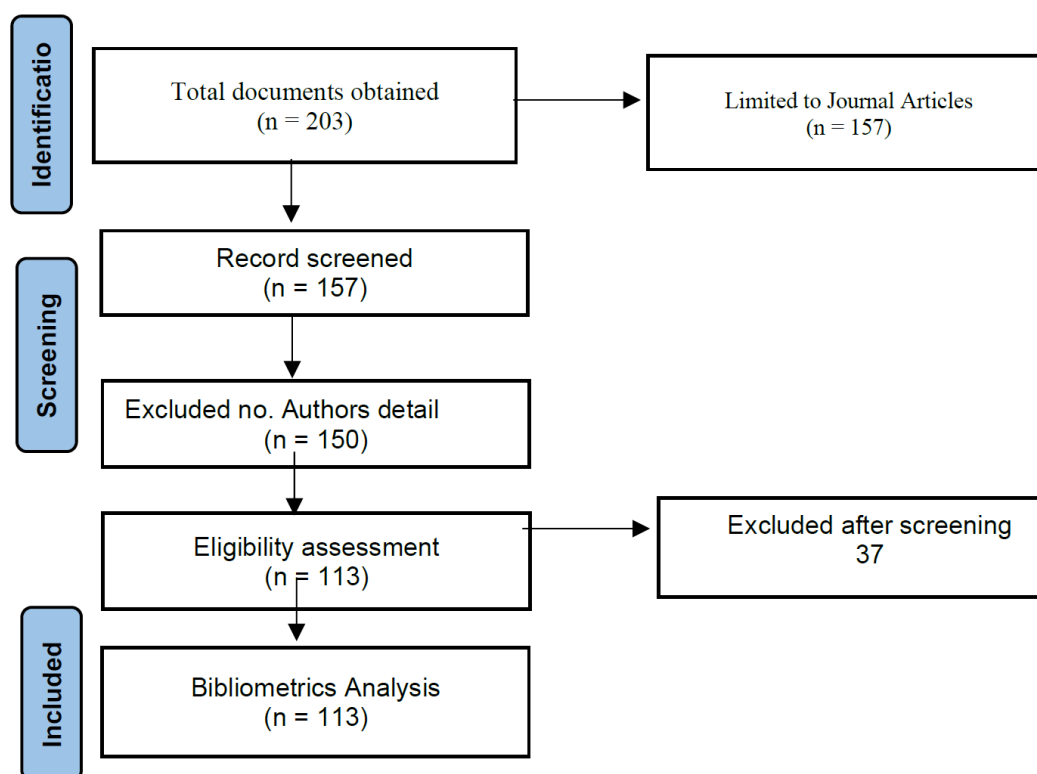 Identificatio
Total documents obtained
(n = 203)
Limited to Journal Articles
(n = 157)
Screening
Record screened
(n = 157)
Excluded no. Authors detail
(n = 150)
Eligibility assessment
(n = 113)
Excluded after screening
37
Included
Bibliometrics Analysis
(n = 113)